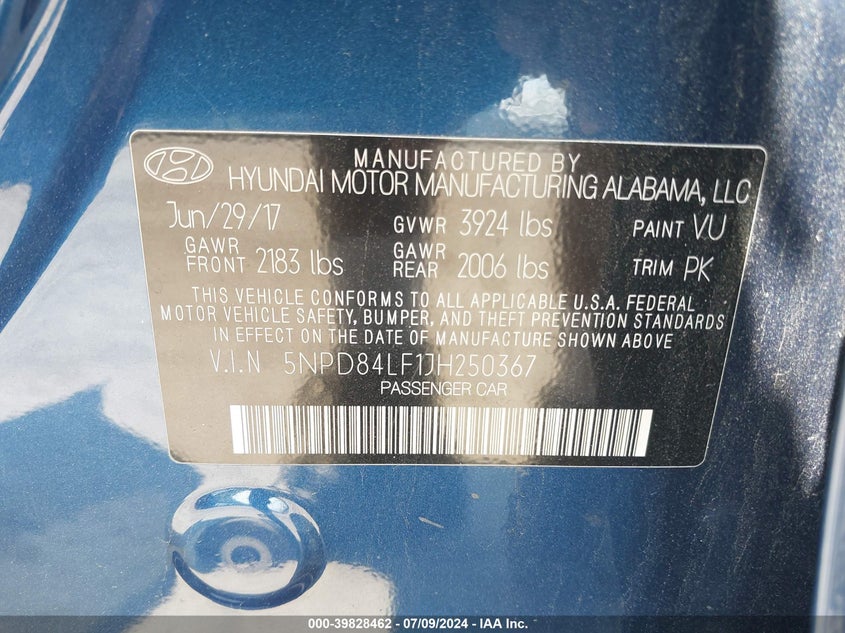 MANUFACTURED BY
HYUNDAI MOTOR MANUFACTURING ALABAMA, LLC
Jun/29/17 GVWR 3924 lbs PAINT VU
GAWR FRONT 2183 lbs GAWR REAR 2006 lbs TRIM PK
THIS VEHICLE CONFORMS TO ALL APPLICABLE U.S.A. FEDERAL
MOTOR VEHICLE SAFETY, BUMPER, AND THEFT PREVENTION STANDARDS
IN EFFECT ON THE DATE OF MANUFACTURE SHOWN ABOVE
V.I.N 5NPD84LF1JH250367
PASSENGER CAR
000-39828462 - 07/09/2024 - IAA Inc.